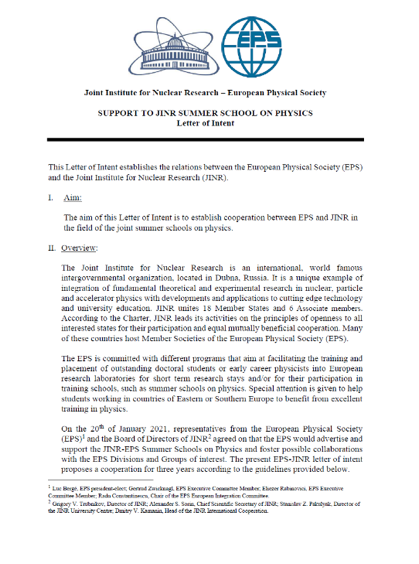 EPS
Joint Institute for Nuclear Research – European Physical Society
SUPPORT TO JINR SUMMER SCHOOL ON PHYSICS
Letter of Intent
This Letter of Intent establishes the relations between the European Physical Society (EPS)
and the Joint Institute for Nuclear Research (JINR).
I. Aim:
The aim of this Letter of Intent is to establish cooperation between EPS and JINR in
the field of the joint summer schools on physics.
II. Overview:
The Joint Institute for Nuclear Research is an international, world famous
intergovernmental organization, located in Dubna, Russia. It is a unique example of
integration of fundamental theoretical and experimental research in nuclear, particle
and accelerator physics with developments and applications to cutting edge technology
and university education. JINR unites 18 Member States and 6 Associate members.
According to the Charter, JINR leads its activities on the principles of openness to all
interested states for their participation and equal mutually beneficial cooperation. Many
of these countries host Member Societies of the European Physical Society (EPS).
The EPS is committed with different programs that aim at facilitating the training and
placement of outstanding doctoral students or early career physicists into European
research laboratories for short term research stays and/or for their participation in
training schools, such as summer schools on physics. Special attention is given to help
students working in countries of Eastern or Southern Europe to benefit from excellent
training in physics.
On the 20th of January 2021, representatives from the European Physical Society
(EPS)1 and the Board of Directors of JINR2 agreed on that the EPS would advertise and
support the JINR-EPS Summer Schools on Physics and foster possible collaborations
with the EPS Divisions and Groups of interest. The present EPS-JINR letter of intent
proposes a cooperation for three years according to the guidelines provided below.
1 Luc Bergé, EPS president-elect; Gertrud Zwicknagl, EPS Executive Committee Member; Eliezer Rabinovici, EPS Executive
Committee Member; Radu Constantinescu, Chair of the EPS European Integration Committee.
2 Grigory V. Trubnikov, Director of JINR; Alexander S. Sorin, Chief Scientific Secretary of JINR; Stanislav Z. Pakuliak, Director of
the JINR University Centre; Dmitry V. Kamanin, Head of the JINR International Cooperation.